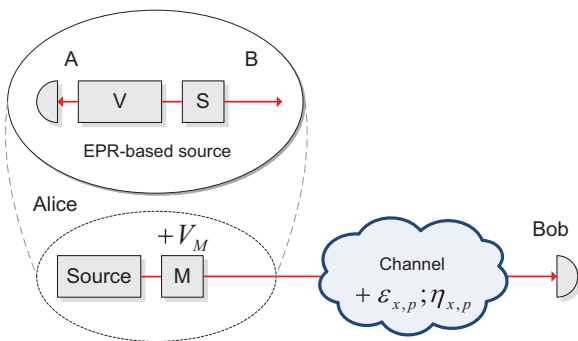 A B
V S
EPR-based source
Alice
+V_M
Bob
Source M
Channel
+ ε_{x,p}; η_{x,p}